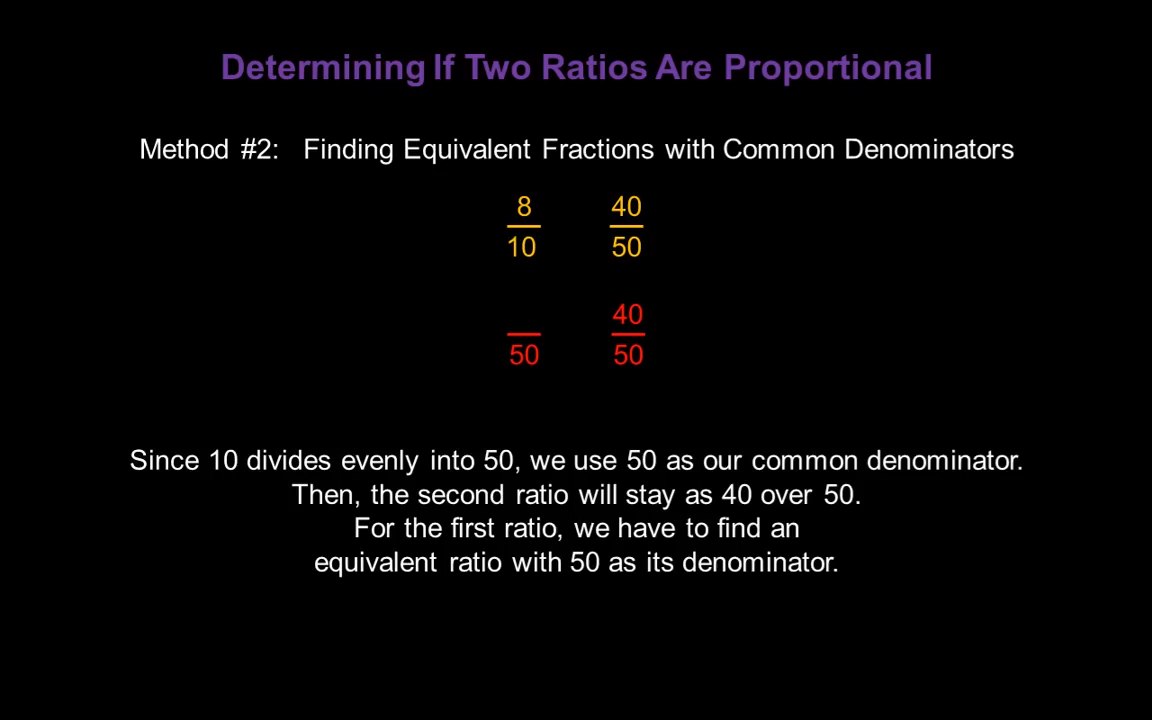 Determining If Two Ratios Are Proportional
Method #2: Finding Equivalent Fractions with Common Denominators
8 40
10 50
40
50 50
Since 10 divides evenly into 50, we use 50 as our common denominator.
Then, the second ratio will stay as 40 over 50.
For the first ratio, we have to find an
equivalent ratio with 50 as its denominator.